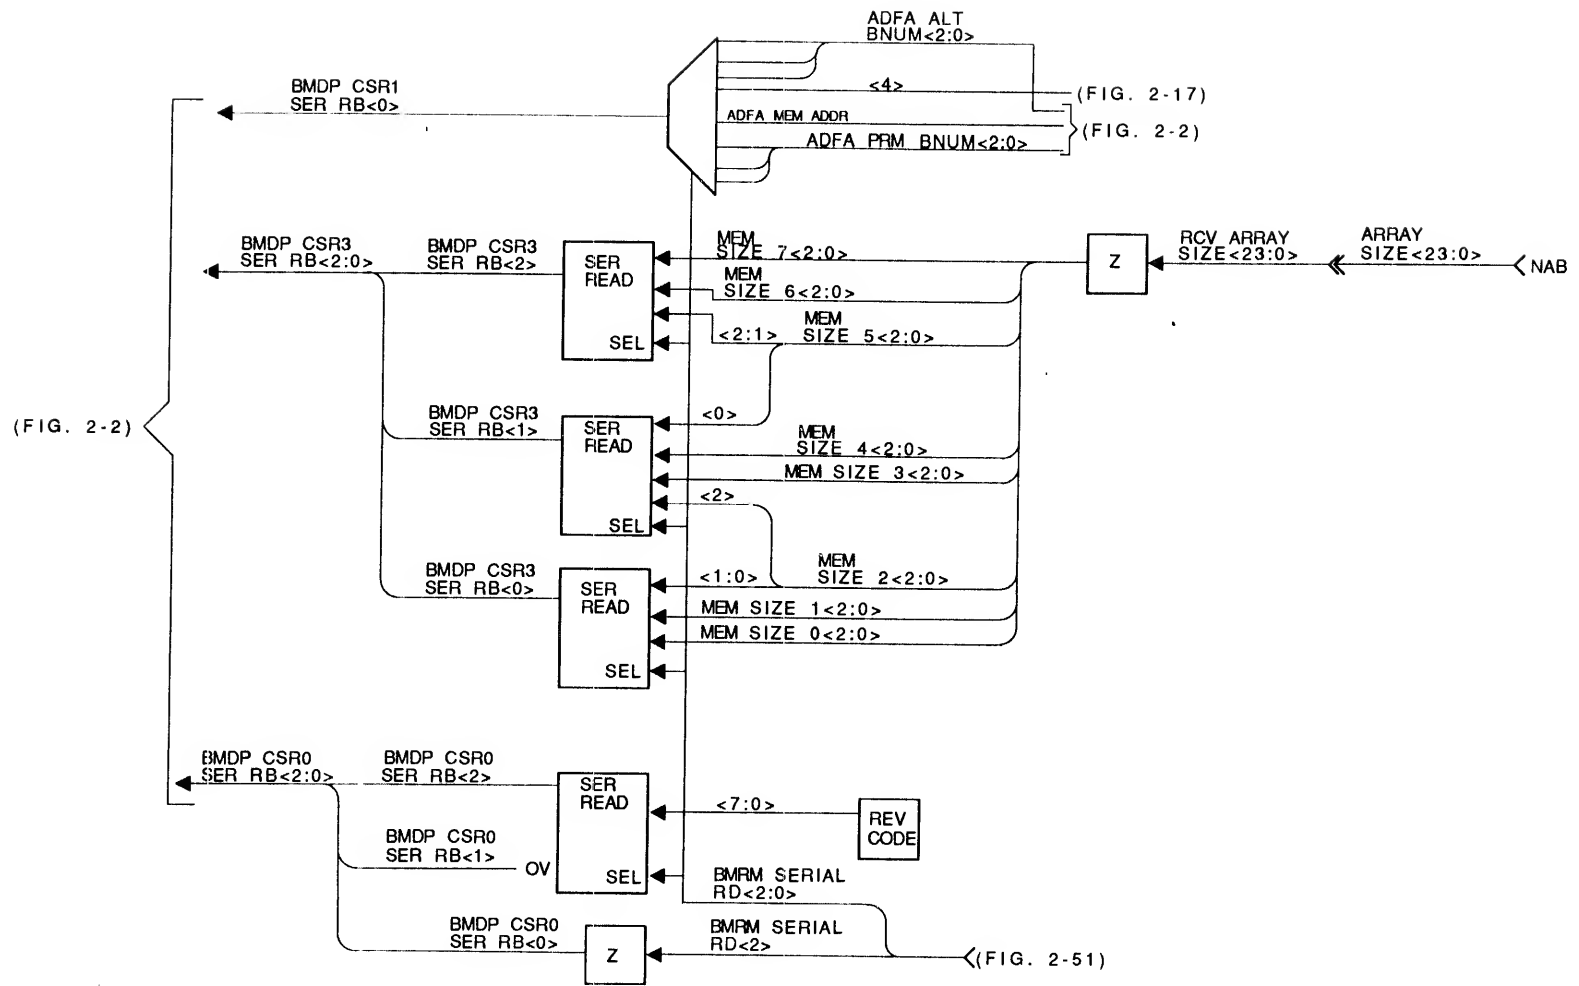 ADFA ALT
BNUM<2:0>
BMDP CSR1
SER RB<0>
<4>
(FIG. 2-17)
ADFA MEM ADDR
(FIG. 2-2)
ADFA PRM BNUM<2:0>
BMDP CSR3
SER RB<2:0>
BMDP CSR3
SER RB<2>
SER
READ
SEL
MEM
SIZE 7<2:0>
MEM
SIZE 6<2:0>
<2:1>
MEM
SIZE 5<2:0>
Z
RCV ARRAY
SIZE<23:0>
ARRAY
SIZE<23:0>
NAB
(FIG. 2-2)
BMDP CSR3
SER RB<1>
SER
READ
SEL
<0>
MEM
SIZE 4<2:0>
MEM SIZE 3<2:0>
<2>
BMDP CSR3
SER RB<0>
SER
READ
SEL
<1:0>
MEM
SIZE 2<2:0>
MEM SIZE 1<2:0>
MEM SIZE 0<2:0>
BMDP CSR0
SER RB<2:0>
BMDP CSR0
SER RB<2>
SER
READ
SEL
<7:0>
REV
CODE
BMDP CSR0
SER RB<1>
OV
BMRM SERIAL
RD<2:0>
BMDP CSR0
SER RB<0>
Z
BMRM SERIAL
RD<2>
(FIG. 2-51)